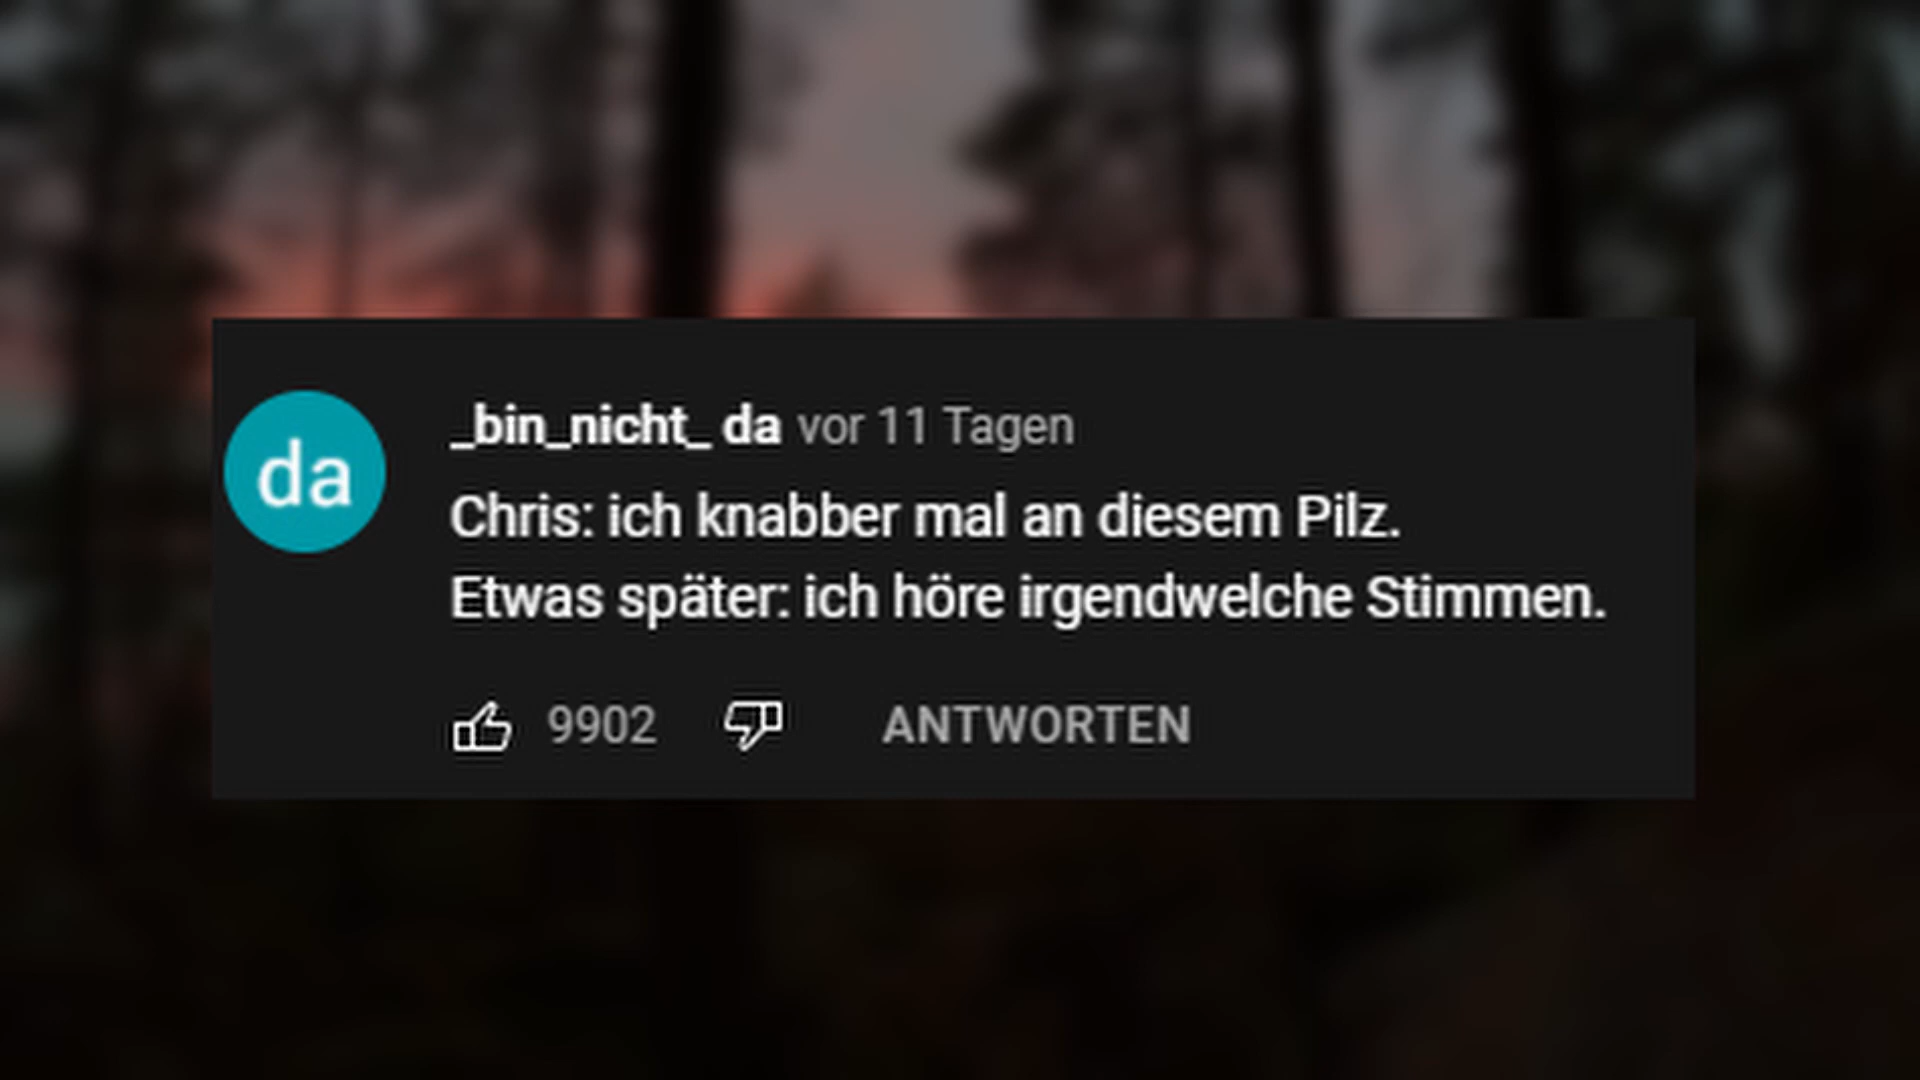 da
_bin_nicht_ da vor 11 Tagen
Chris: ich knabber mal an diesem Pilz.
Etwas später: ich höre irgendwelche Stimmen.
9902 ANTWORTEN